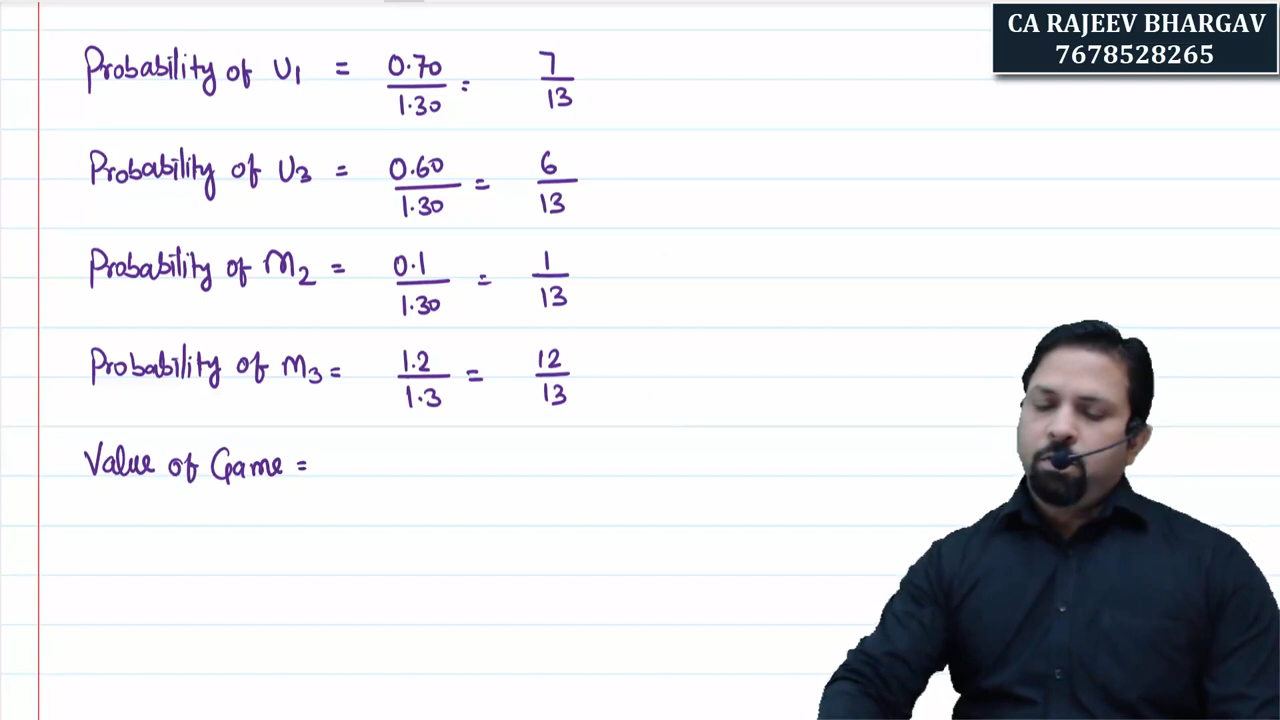 CA RAJEEV BHARGAV
7678528265
Probability of U1 = 0.70/1.30 = 7/13
Probability of U3 = 0.60/1.30 = 6/13
Probability of M2 = 0.1/1.30 = 1/13
Probability of M3 = 1.2/1.3 = 12/13
Value of Game =